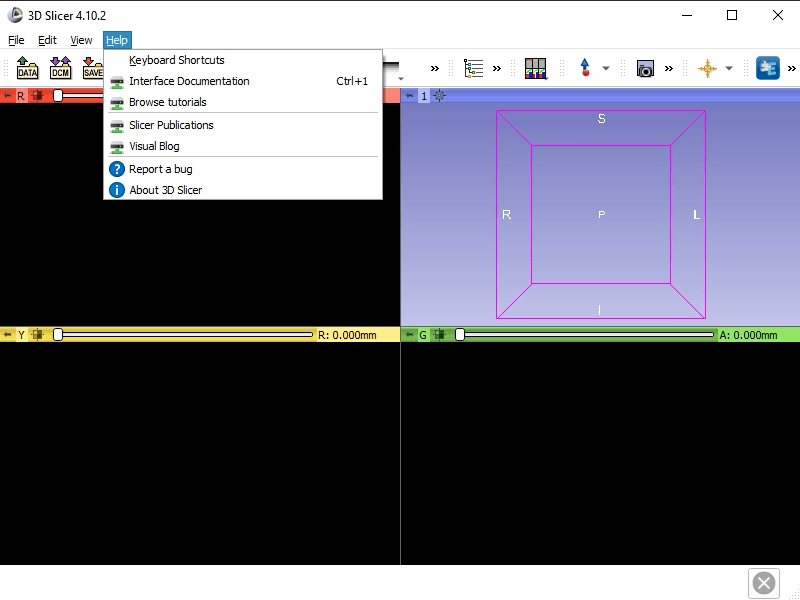 3D Slicer 4.10.2
File Edit View Help
DATA DCM SAVE
Keyboard Shortcuts
Interface Documentation Ctrl+1
Browse tutorials
Slicer Publications
Visual Blog
Report a bug
About 3D Slicer
R
1
S
R P L
I
Y R: 0.000mm
G A: 0.000mm